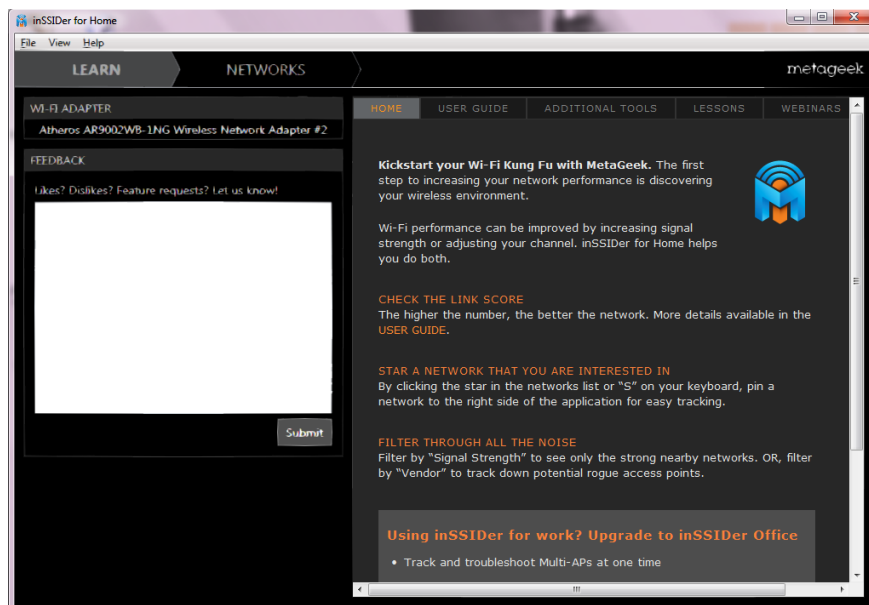 inSSIDer for Home
File View Help
LEARN NETWORKS metageek
WI-FI ADAPTER
Atheros AR9002WB-1NG Wireless Network Adapter #2
FEEDBACK
Likes? Dislikes? Feature requests? Let us know!
Submit
HOME USER GUIDE ADDITIONAL TOOLS LESSONS WEBINARS
Kickstart your Wi-Fi Kung Fu with MetaGeek. The first
step to increasing your network performance is discovering
your wireless environment.
Wi-Fi performance can be improved by increasing signal
strength or adjusting your channel. inSSIDer for Home helps
you do both.
CHECK THE LINK SCORE
The higher the number, the better the network. More details available in the
USER GUIDE.
STAR A NETWORK THAT YOU ARE INTERESTED IN
By clicking the star in the networks list or “S” on your keyboard, pin a
network to the right side of the application for easy tracking.
FILTER THROUGH ALL THE NOISE
Filter by “Signal Strength” to see only the strong nearby networks. OR, filter
by “Vendor” to track down potential rogue access points.
Using inSSIDer for work? Upgrade to inSSIDer Office
• Track and troubleshoot Multi-APs at one time